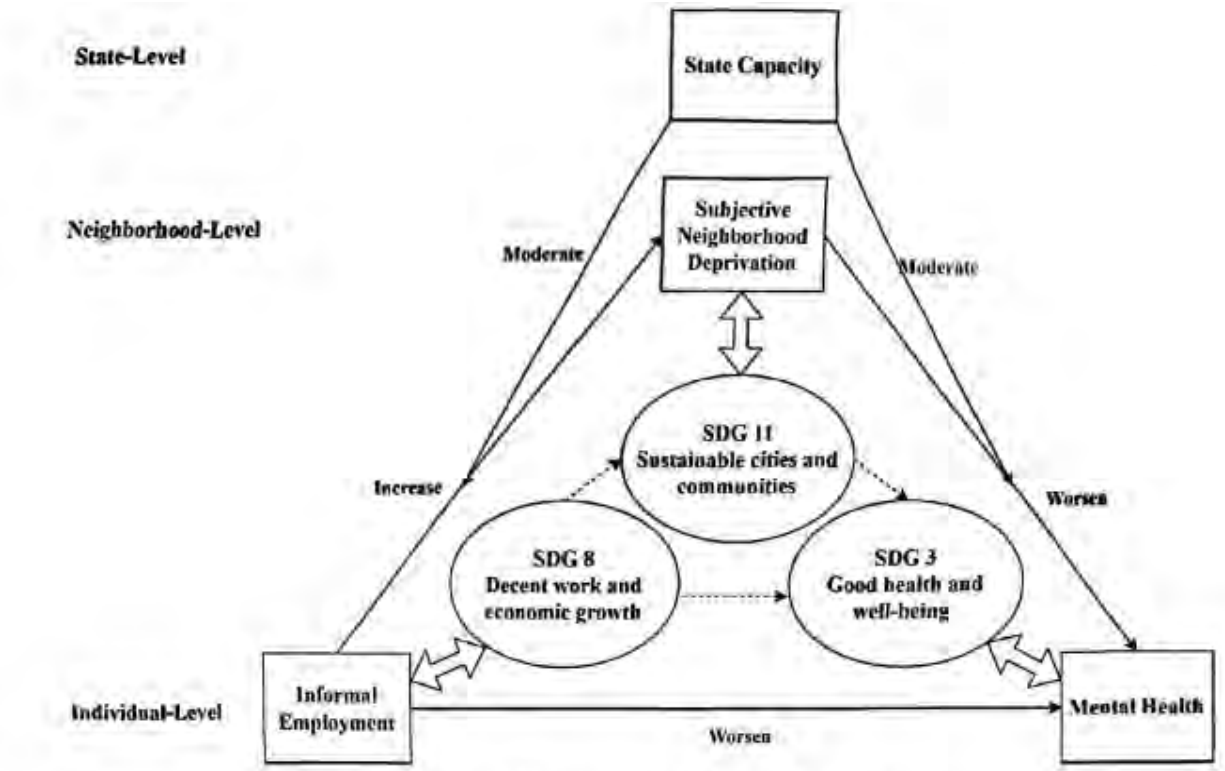 State-Level
State Capacity
Neighborhood-Level
Subjective
Neighborhood
Deprivation
Moderate
Moderate
SDG 11
Sustainable cities and
communities
Increase
Worsen
SDG 8
Decent work and
economic growth
SDG 3
Good health and
well-being
Individual-Level
Informal
Employment
Mental Health
Worsen